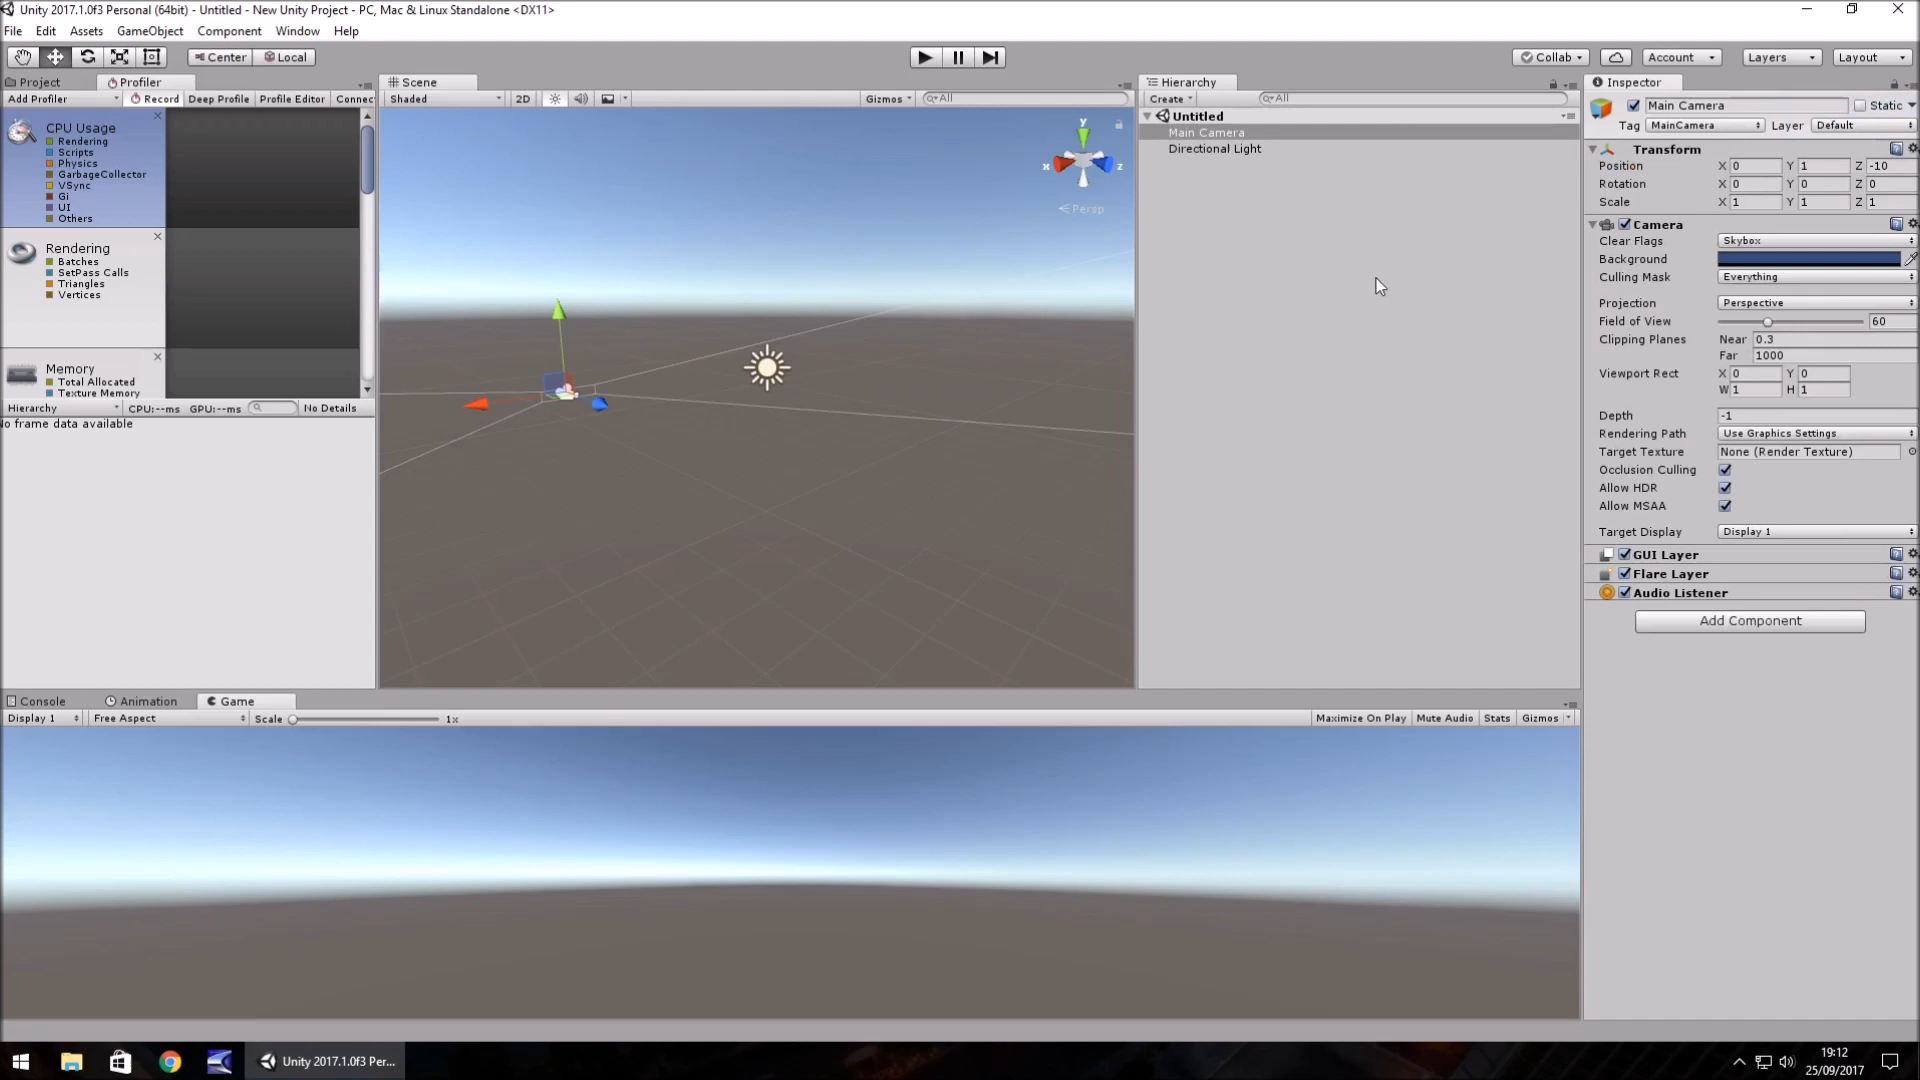 Unity 2017.1.0f3 Personal (64bit) - Untitled - New Unity Project - PC, Mac & Linux Standalone <DX11>
File Edit Assets GameObject Component Window Help
Center Local Collab Account Layers Layout
Project Profiler Scene Hierarchy Inspector
Add Profiler Record Deep Profile Profile Editor Connec
Shaded 2D Gizmos All
Create All
Untitled
Main Camera
Directional Light
CPU Usage
Rendering
Scripts
Physics
GarbageCollector
VSync
Gi
UI
Others
Rendering
Batches
SetPass Calls
Triangles
Vertices
Memory
Total Allocated
Texture Memory
Hierarchy CPU:--ms GPU:--ms No Details
No frame data available
y
x z
Persp
Main Camera Static
Tag MainCamera Layer Default
Transform
Position X 0 Y 1 Z -10
Rotation X 0 Y 0 Z 0
Scale X 1 Y 1 Z 1
Camera
Clear Flags Skybox
Background
Culling Mask Everything
Projection Perspective
Field of View 60
Clipping Planes Near 0.3
Far 1000
Viewport Rect X 0 Y 0
W 1 H 1
Depth -1
Rendering Path Use Graphics Settings
Target Texture None (Render Texture)
Occlusion Culling
Allow HDR
Allow MSAA
Target Display Display 1
GUI Layer
Flare Layer
Audio Listener
Add Component
Console Animation Game
Display 1 Free Aspect Scale 1x Maximize On Play Mute Audio Stats Gizmos
Unity 2017.1.0f3 Per...
19:12
25/09/2017